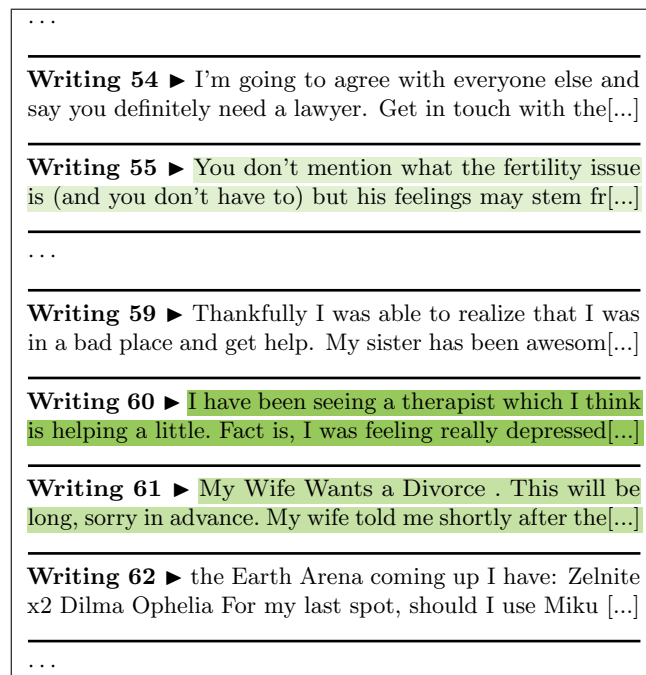 . . .
Writing 54 ► I'm going to agree with everyone else and
say you definitely need a lawyer. Get in touch with the[...]
Writing 55 ► You don't mention what the fertility issue
is (and you don't have to) but his feelings may stem fr[...]
. . .
Writing 59 ► Thankfully I was able to realize that I was
in a bad place and get help. My sister has been awesom[...]
Writing 60 ► I have been seeing a therapist which I think
is helping a little. Fact is, I was feeling really depressed[...]
Writing 61 ► My Wife Wants a Divorce . This will be
long, sorry in advance. My wife told me shortly after the[...]
Writing 62 ► the Earth Arena coming up I have: Zelnite
x2 Dilma Ophelia For my last spot, should I use Miku [...]
. . .